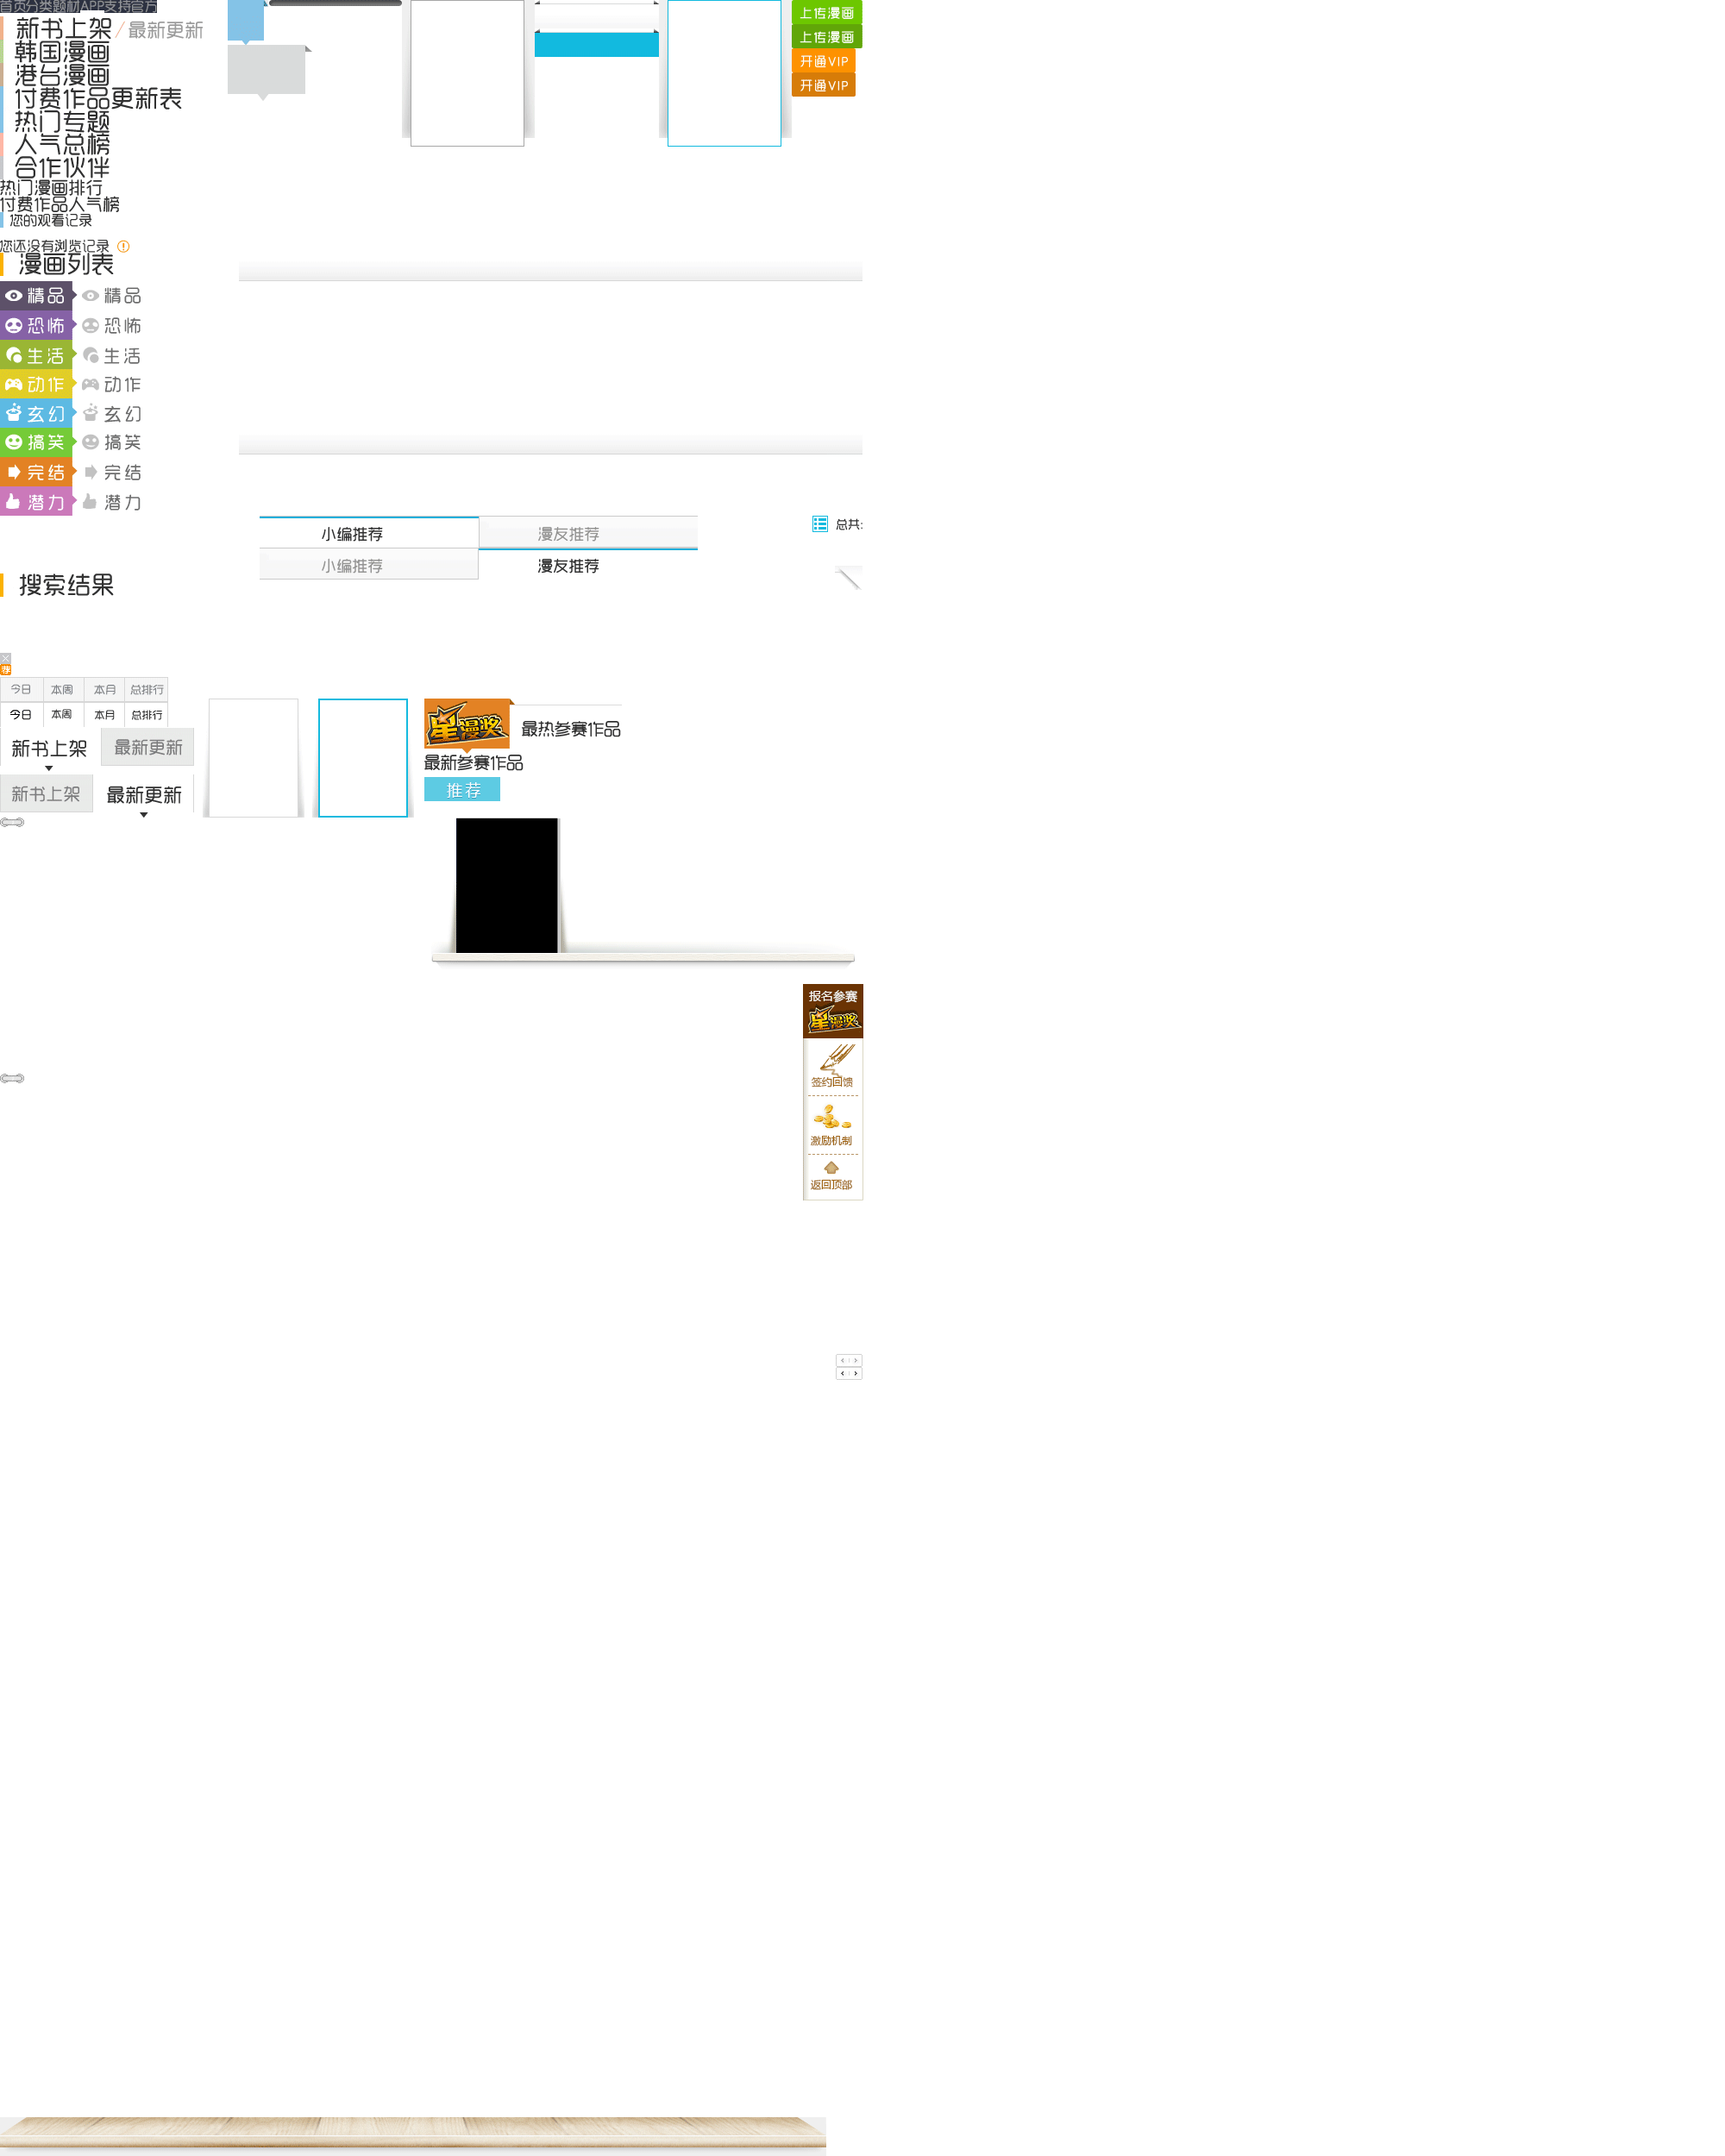 首页分类题材APP支持官方
新书上架/最新更新
韩国漫画
港台漫画
付费作品更新表
热门专题
人气总榜
合作伙伴
热门漫画排行
付费作品人气榜
您的观看记录
您还没有浏览记录
漫画列表
上传漫画
上传漫画
开通VIP
开通VIP
精品 精品
恐怖 恐怖
生活 生活
动作 动作
玄幻 玄幻
搞笑 搞笑
完结 完结
潜力 潜力
小编推荐 漫友推荐
小编推荐 漫友推荐
总共:
搜索结果
荐
今日 本周 本月 总排行
今日 本周 本月 总排行
新书上架 最新更新
新书上架 最新更新
星漫奖
最热参赛作品
最新参赛作品
推荐
报名参赛
星漫奖
签约回馈
激励机制
返回顶部